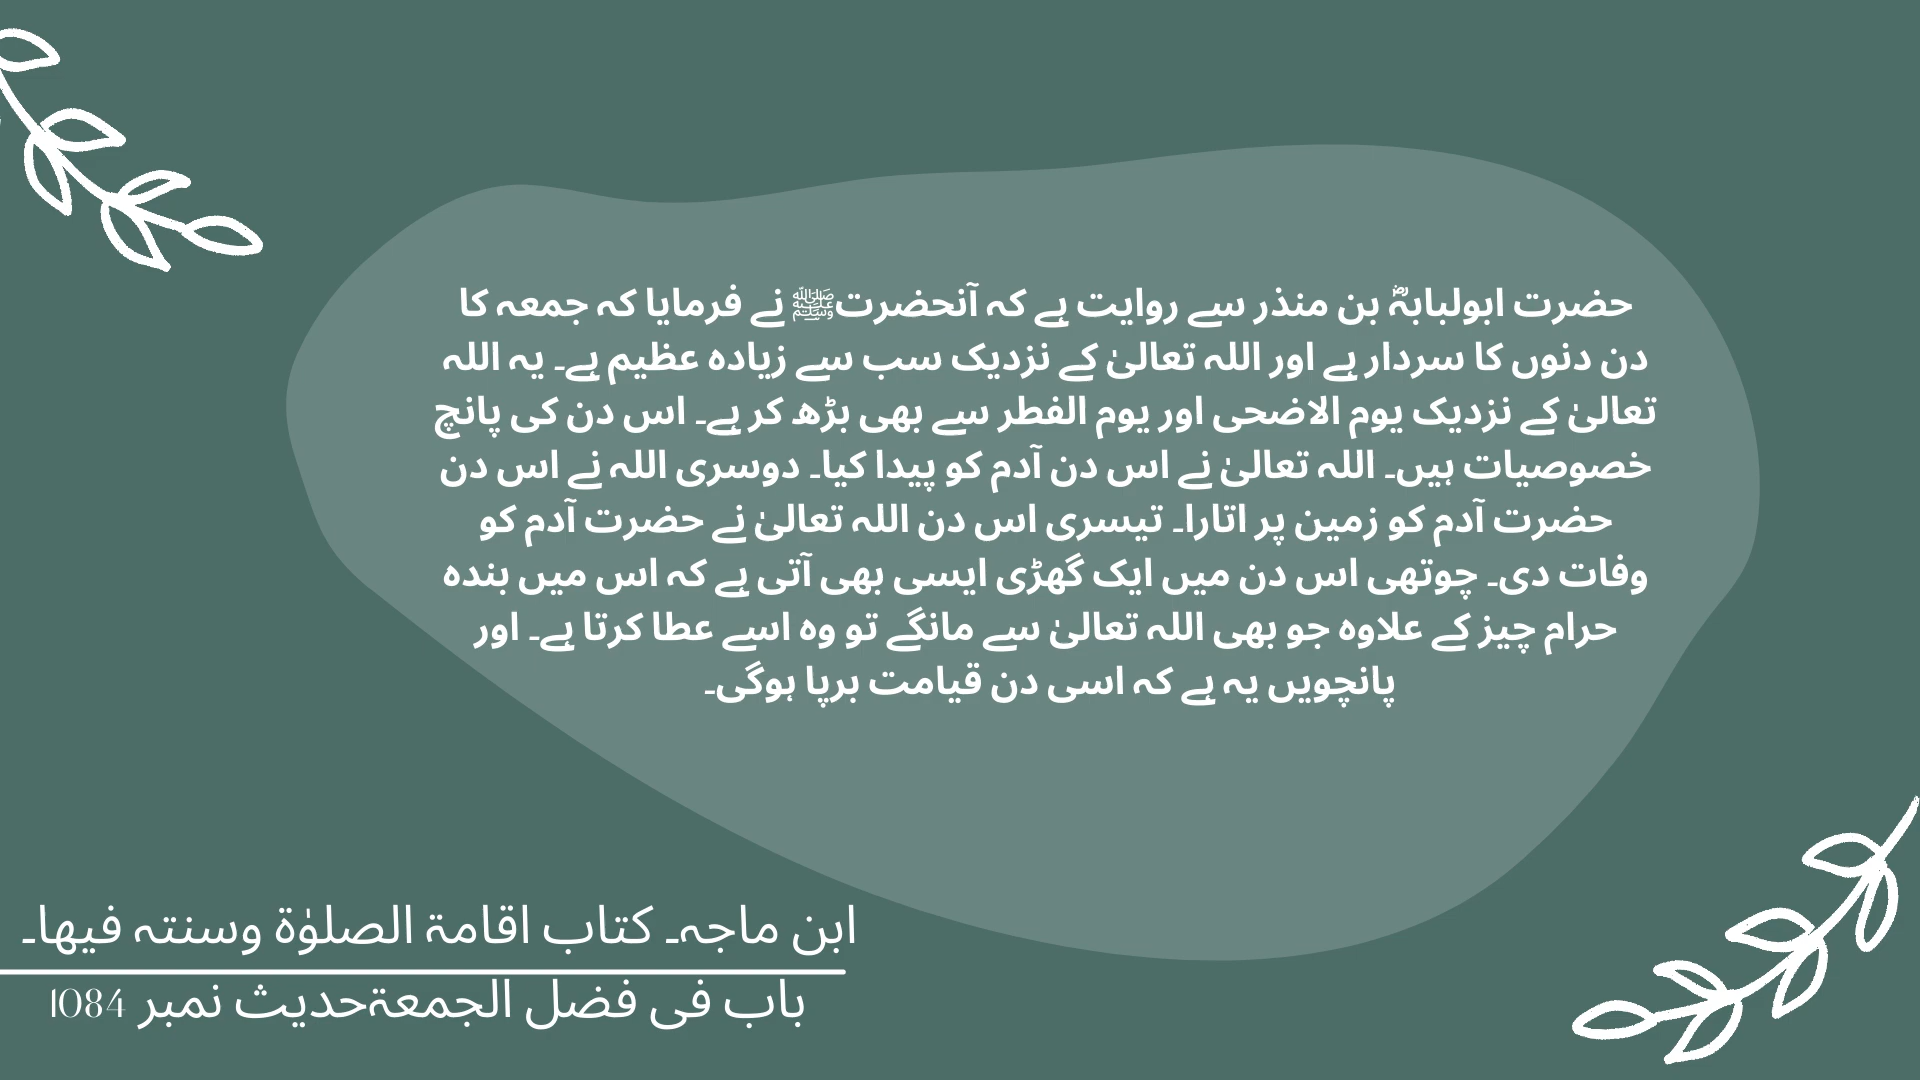 حضرت ابولبابہؓ بن منذر سے روایت ہے کہ آنحضرتﷺ نے فرمایا کہ جمعہ کا
دن دنوں کا سردار ہے اور اللہ تعالیٰ کے نزدیک سب سے زیادہ عظیم ہے۔ یہ اللہ
تعالیٰ کے نزدیک یوم الاضحی اور یوم الفطر سے بھی بڑھ کر ہے۔ اس دن کی پانچ
خصوصیات ہیں۔ اللہ تعالیٰ نے اس دن آدم کو پیدا کیا۔ دوسری اللہ نے اس دن
حضرت آدم کو زمین پر اتارا۔ تیسری اس دن اللہ تعالیٰ نے حضرت آدم کو
وفات دی۔ چوتھی اس دن میں ایک گھڑی ایسی بھی آتی ہے کہ اس میں بندہ
حرام چیز کے علاوہ جو بھی اللہ تعالیٰ سے مانگے تو وہ اسے عطا کرتا ہے۔ اور
پانچویں یہ ہے کہ اسی دن قیامت برپا ہوگی۔
ابن ماجہ۔ کتاب اقامۃ الصلوٰۃ وسنتہ فیھا۔
باب فی فضل الجمعۃحدیث نمبر 1084